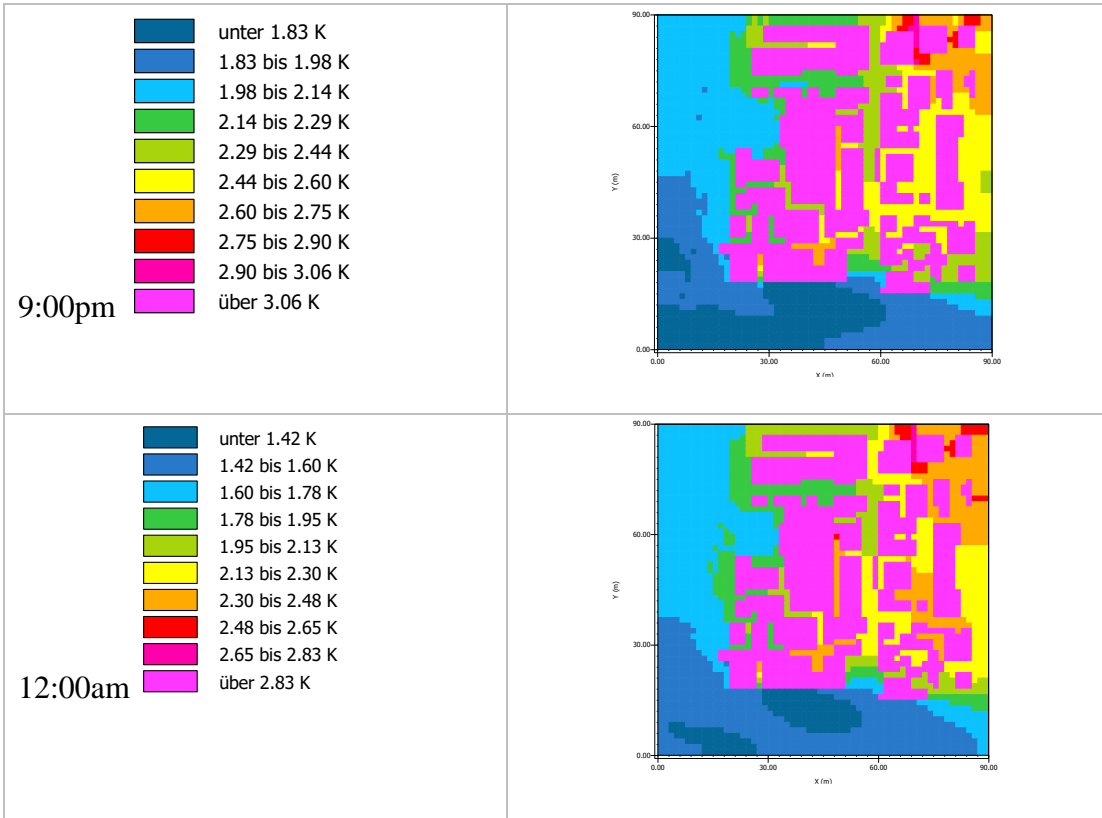 unter 1.83 K
1.83 bis 1.98 K
1.98 bis 2.14 K
2.14 bis 2.29 K
2.29 bis 2.44 K
2.44 bis 2.60 K
2.60 bis 2.75 K
2.75 bis 2.90 K
2.90 bis 3.06 K
über 3.06 K
9:00pm
90.00
60.00
Y (m)
30.00
0.00
0.00 30.00 60.00 90.00
X (m)
unter 1.42 K
1.42 bis 1.60 K
1.60 bis 1.78 K
1.78 bis 1.95 K
1.95 bis 2.13 K
2.13 bis 2.30 K
2.30 bis 2.48 K
2.48 bis 2.65 K
2.65 bis 2.83 K
über 2.83 K
12:00am
90.00
60.00
Y (m)
30.00
0.00
0.00 30.00 60.00 90.00
X (m)